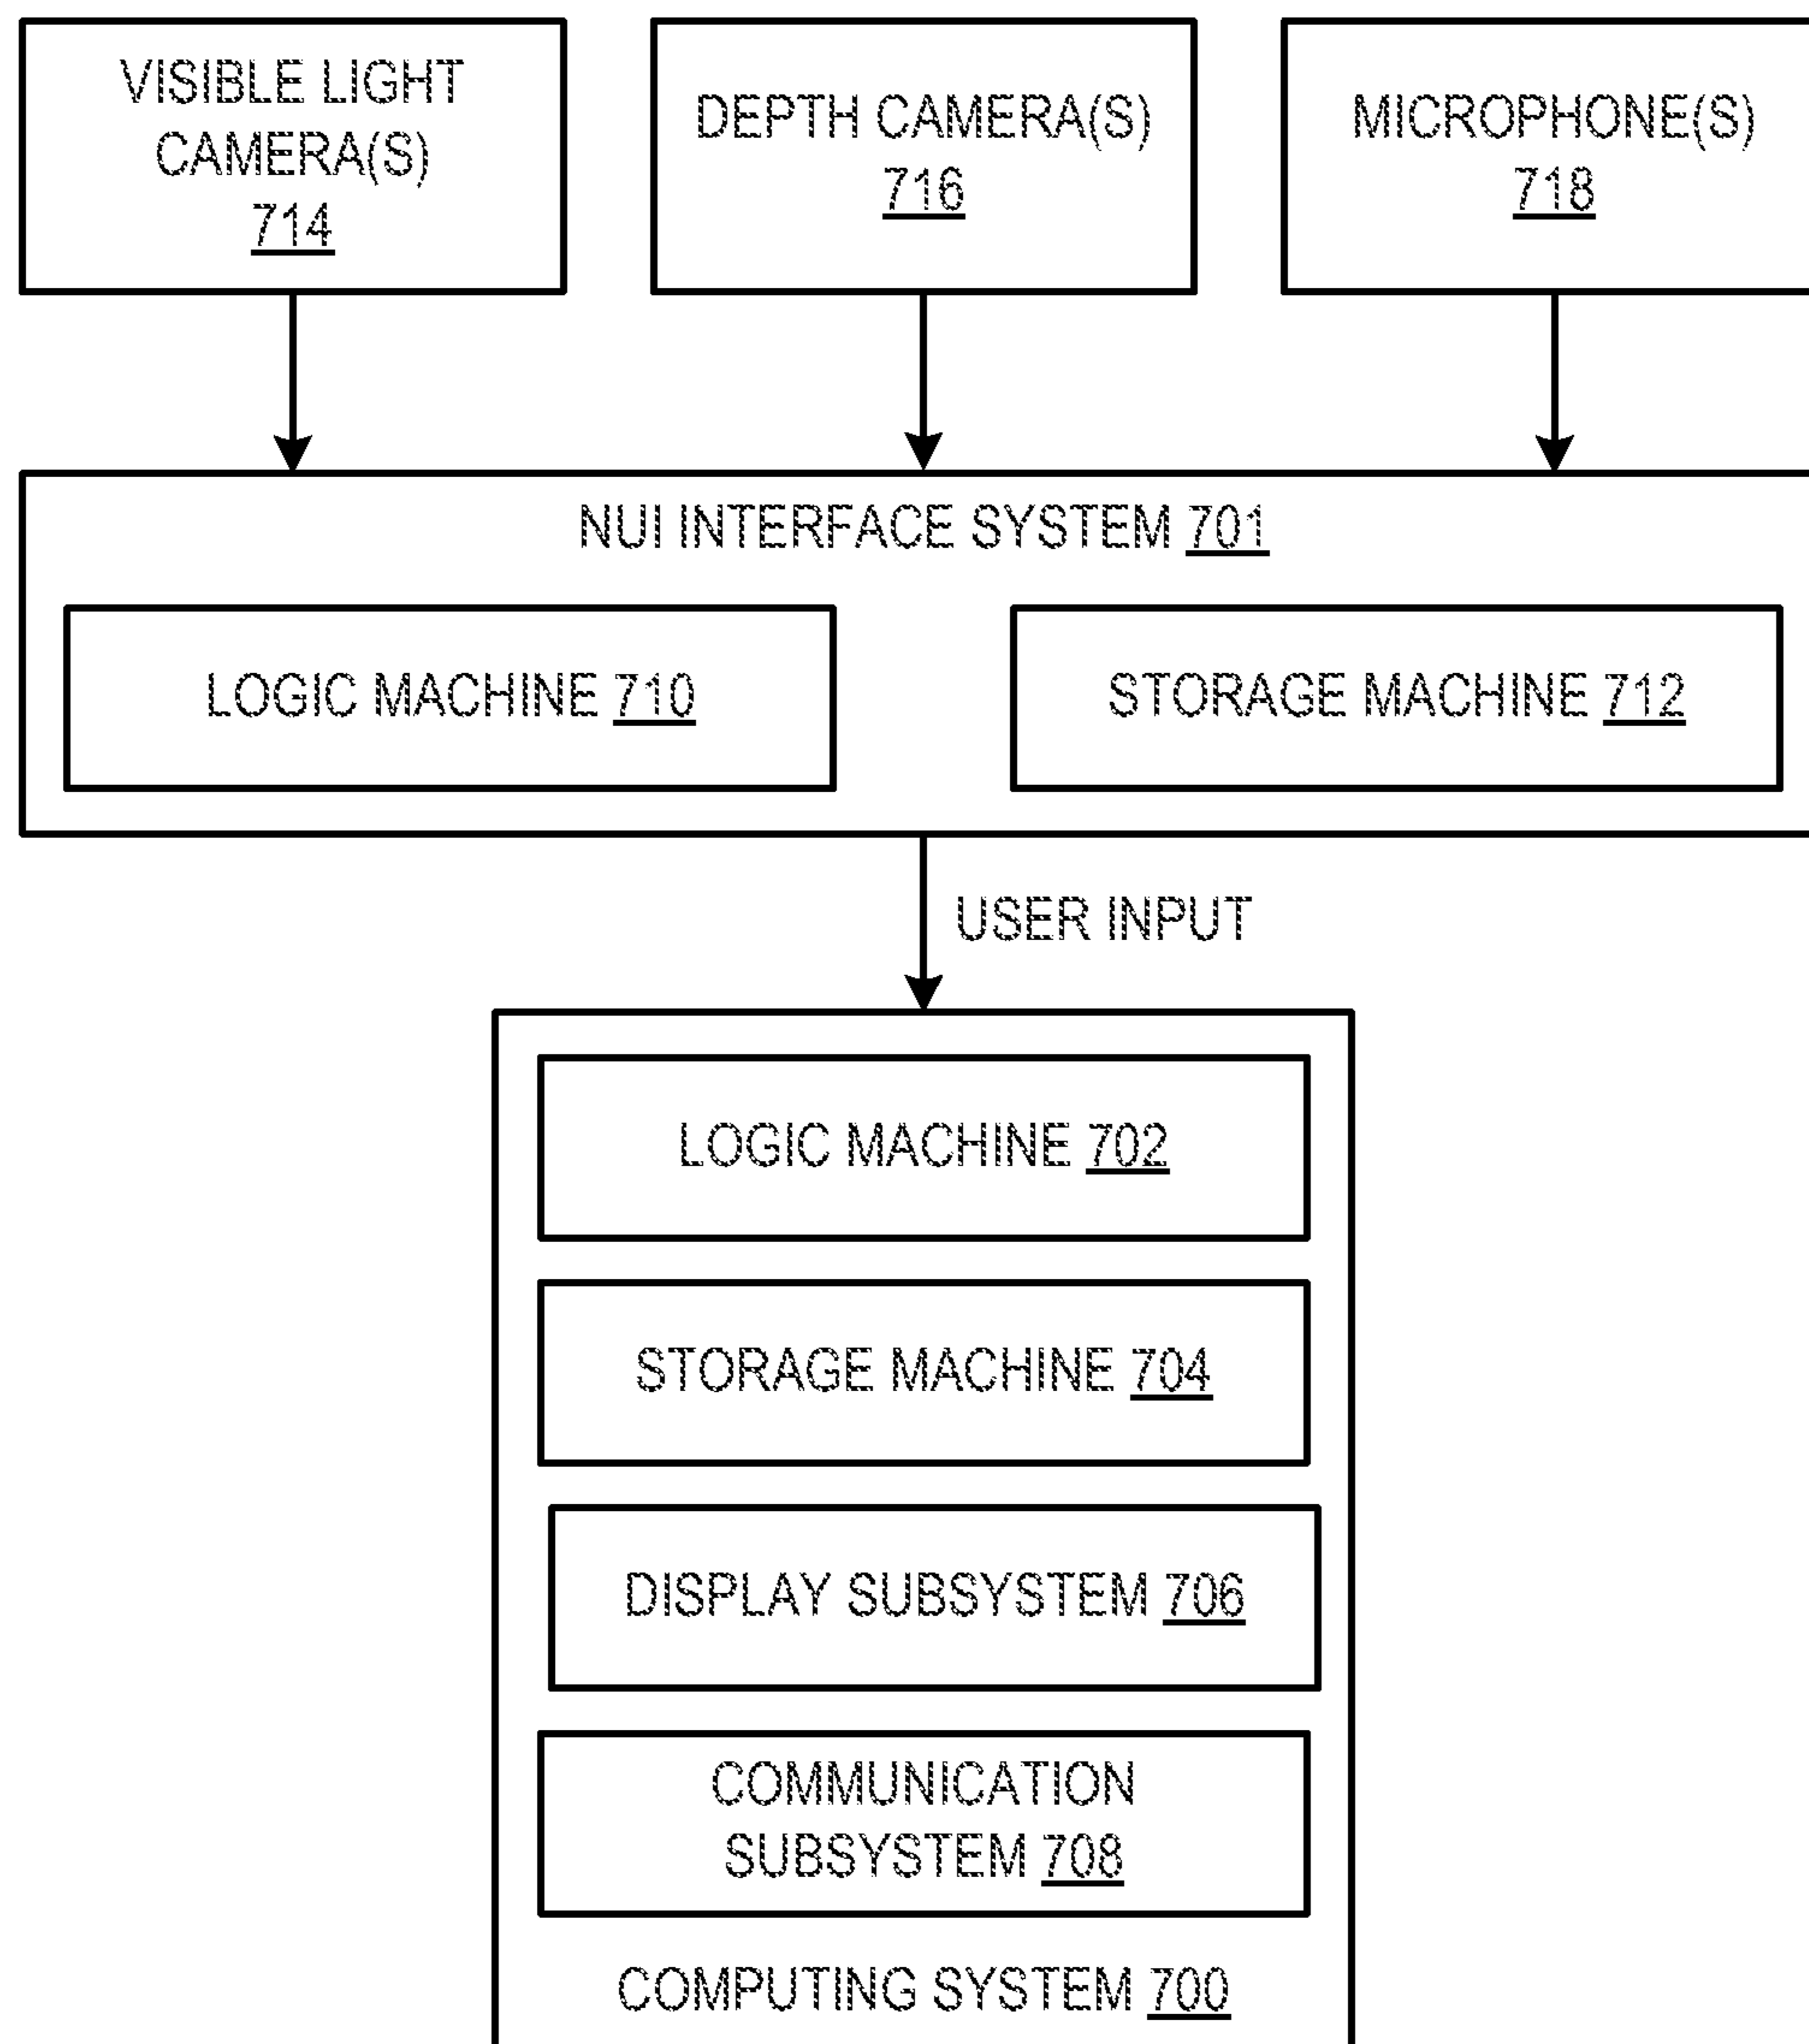 VISIBLE LIGHT
CAMERA(S)
714
DEPTH CAMERA(S)
716
MICROPHONE(S)
718
NUI INTERFACE SYSTEM 701
LOGIC MACHINE 710
STORAGE MACHINE 712
USER INPUT
LOGIC MACHINE 702
STORAGE MACHINE 704
DISPLAY SUBSYSTEM 706
COMMUNICATION
SUBSYSTEM 708
COMPUTING SYSTEM 700